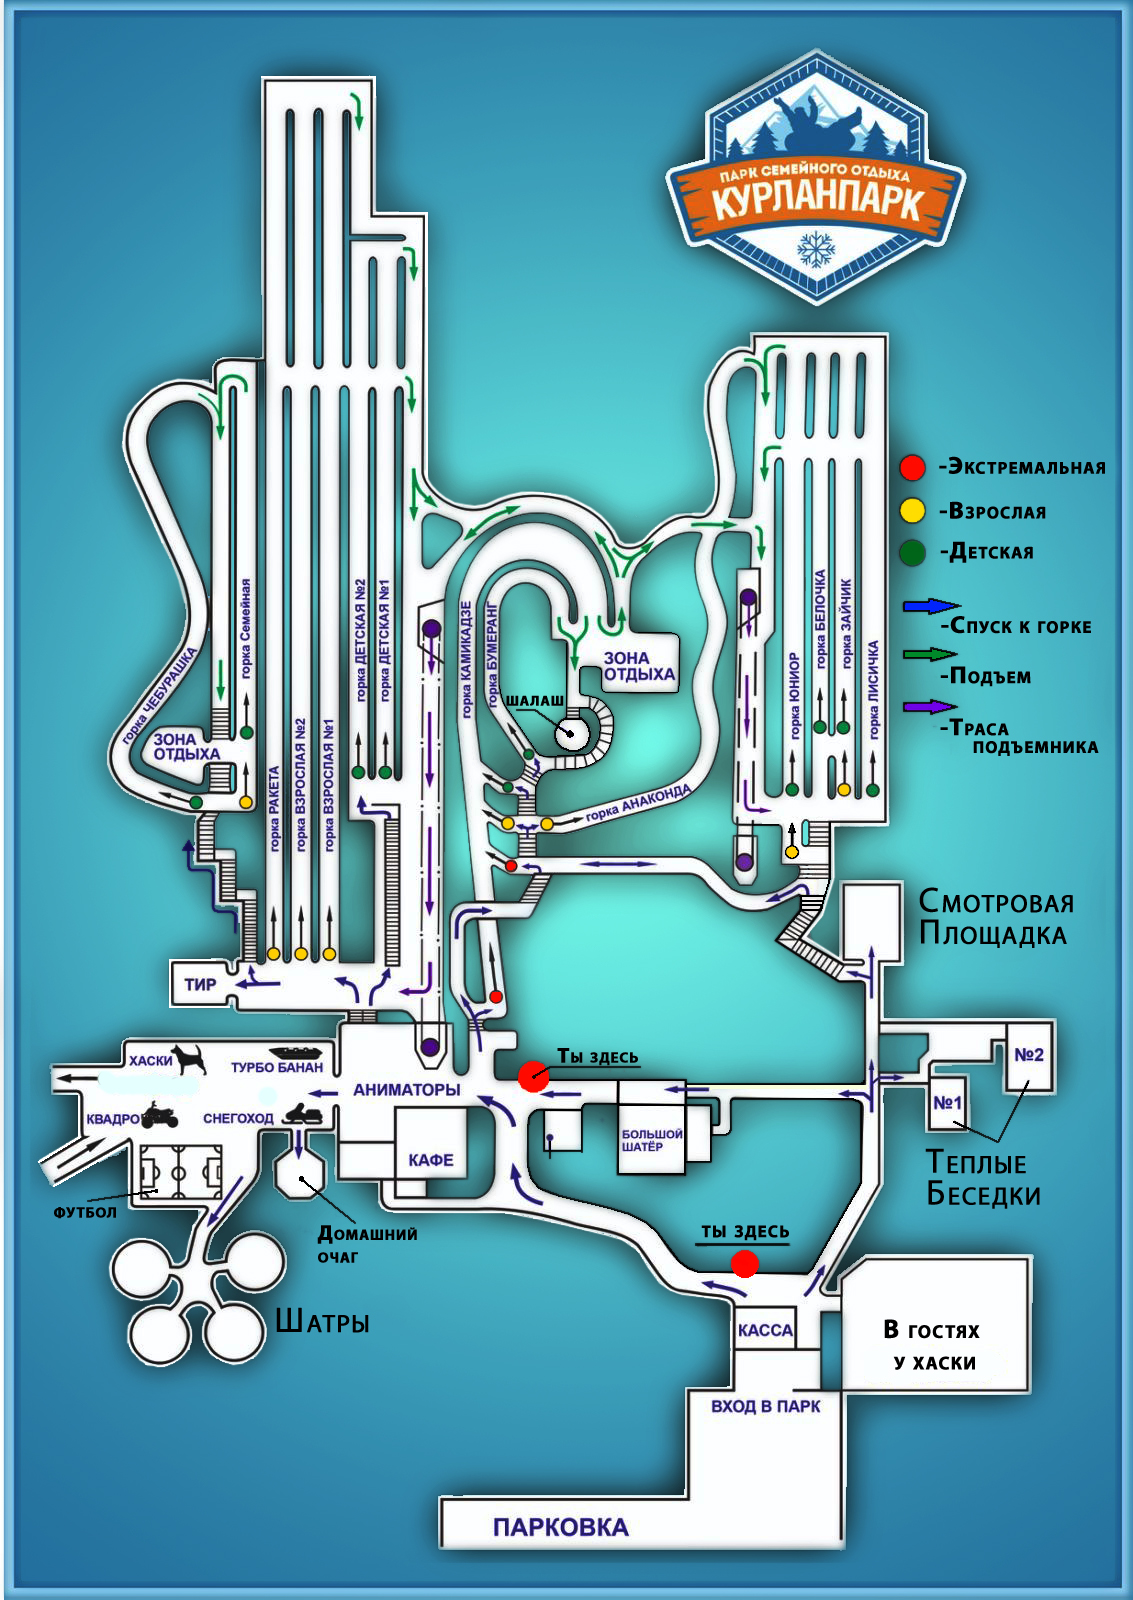 ПАРК СЕМЕЙНОГО ОТДЫХА
КУРЛАНПАРК
-Экстремальная
-Взрослая
-Детская
-Спуск к горке
-Подъем
-Траса
подъемника
горка ЧЕБУРАШКА
горка Семейная
ЗОНА
ОТДЫХА
горка РАКЕТА
горка ВЗРОСЛАЯ №2
горка ВЗРОСЛАЯ №1
горка ДЕТСКАЯ №2
горка ДЕТСКАЯ №1
горка КАМИКАДЗЕ
горка БУМЕРАНГ
ШАЛАШ
ЗОНА
ОТДЫХА
горка АНАКОНДА
горка ЮНИОР
горка БЕЛОЧКА
горка ЗАЙЧИК
горка ЛИСИЧКА
Смотровая
Площадка
ТИР
ХАСКИ
ТУРБО БАНАН
КВАДРО
СНЕГОХОД
АНИМАТОРЫ
Ты здесь
КАФЕ
БОЛЬШОЙ
ШАТЁР
№2
№1
Теплые
Беседки
ФУТБОЛ
Домашний
очаг
Шатры
ты здесь
КАССА
В гостях
у хаски
ВХОД В ПАРК
ПАРКОВКА